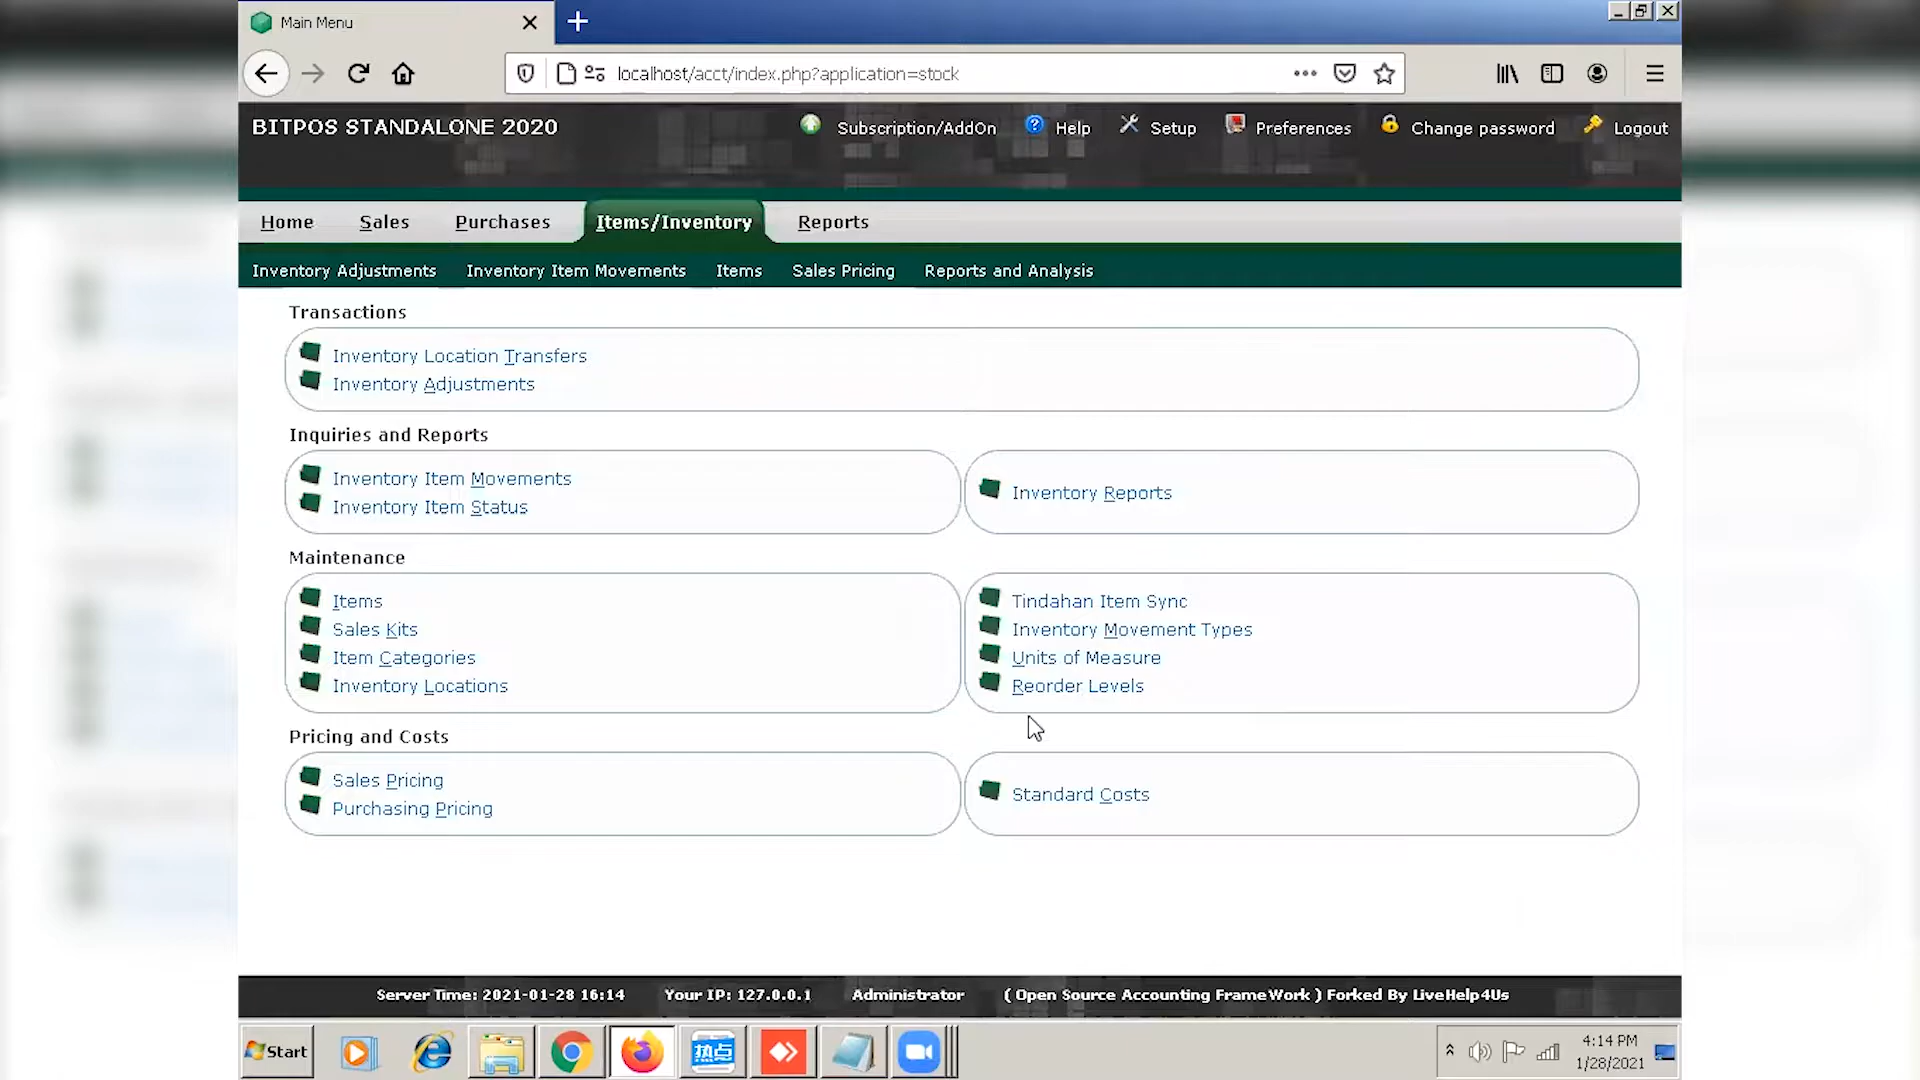 Main Menu
localhost/acct/index.php?application=stock
BITPOS STANDALONE 2020
Subscription/AddOn
Help
Setup
Preferences
Change password
Logout
Home
Sales
Purchases
Items/Inventory
Reports
Inventory Adjustments
Inventory Item Movements
Items
Sales Pricing
Reports and Analysis
Transactions
Inventory Location Transfers
Inventory Adjustments
Inquiries and Reports
Inventory Item Movements
Inventory Item Status
Inventory Reports
Maintenance
Items
Sales Kits
Item Categories
Inventory Locations
Tindahan Item Sync
Inventory Movement Types
Units of Measure
Reorder Levels
Pricing and Costs
Sales Pricing
Purchasing Pricing
Standard Costs
Server Time: 2021-01-28 16:14
Your IP: 127.0.0.1
Administrator
( Open Source Accounting FrameWork ) Forked By LiveHelp4Us
Start
热点
4:14 PM
1/28/2021